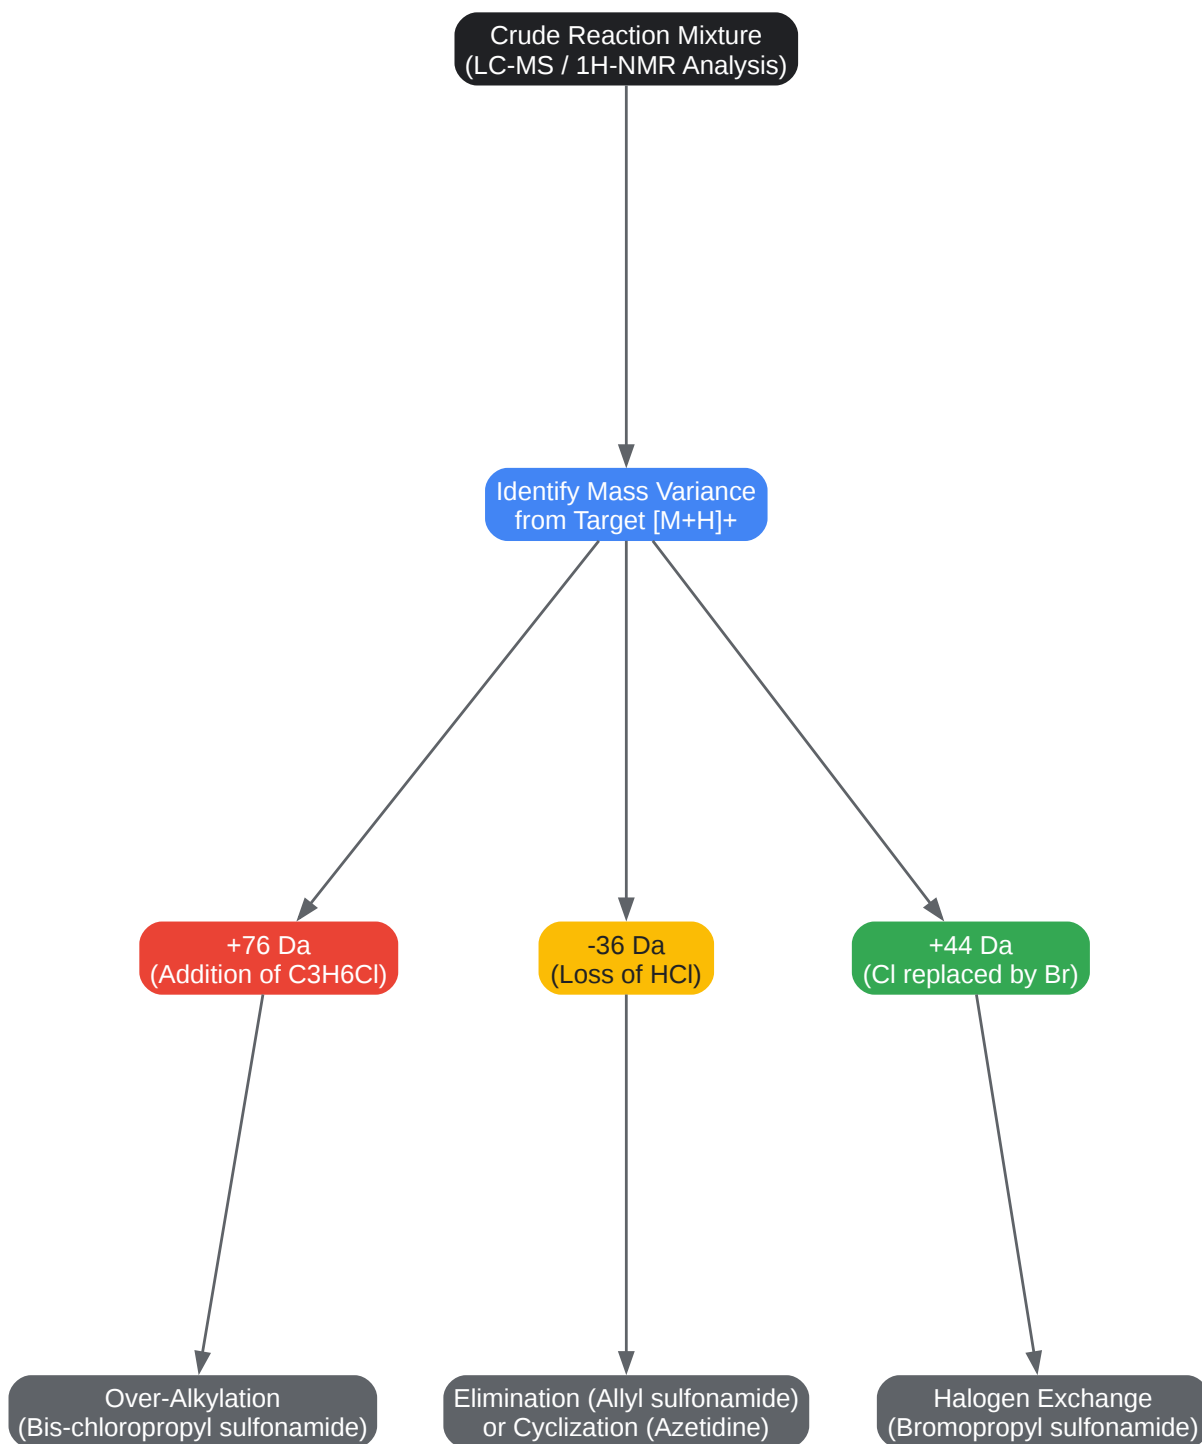 Crude Reaction Mixture
(LC-MS / 1H-NMR Analysis)
Identify Mass Variance
from Target [M+H]+
+76 Da
(Addition of C3H6Cl)
-36 Da
(Loss of HCl)
+44 Da
(Cl replaced by Br)
Over-Alkylation
(Bis-chloropropyl sulfonamide)
Elimination (Allyl sulfonamide)
or Cyclization (Azetidine)
Halogen Exchange
(Bromopropyl sulfonamide)